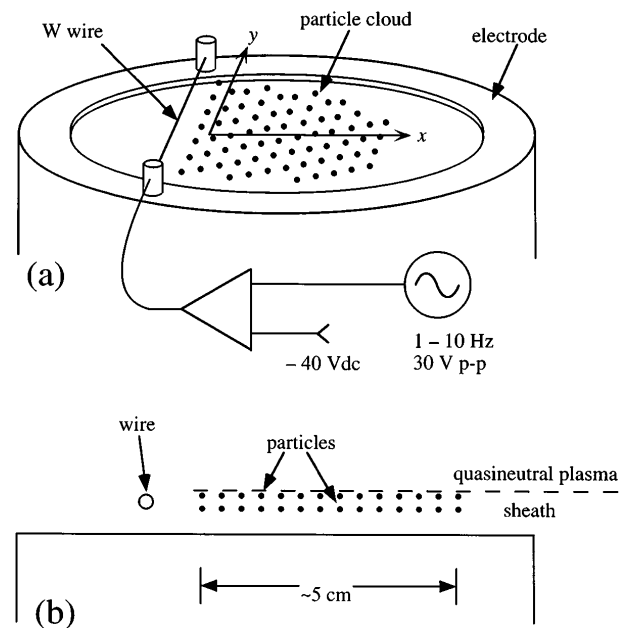 particle cloud
W wire
y
electrode
x
(a)
1 – 10 Hz
30 V p-p
– 40 Vdc
wire
particles
quasineutral plasma
sheath
~5 cm
(b)